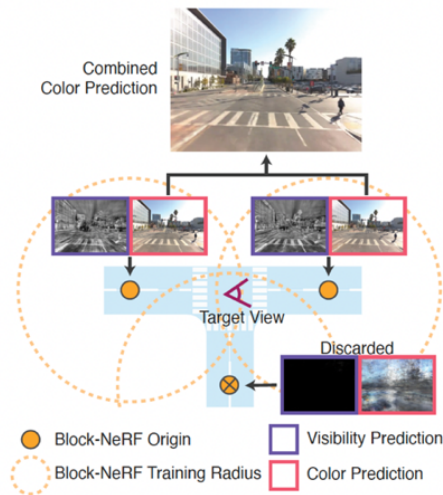 Combined
Color Prediction
Target View
Discarded
Block-NeRF Origin
Visibility Prediction
Block-NeRF Training Radius
Color Prediction